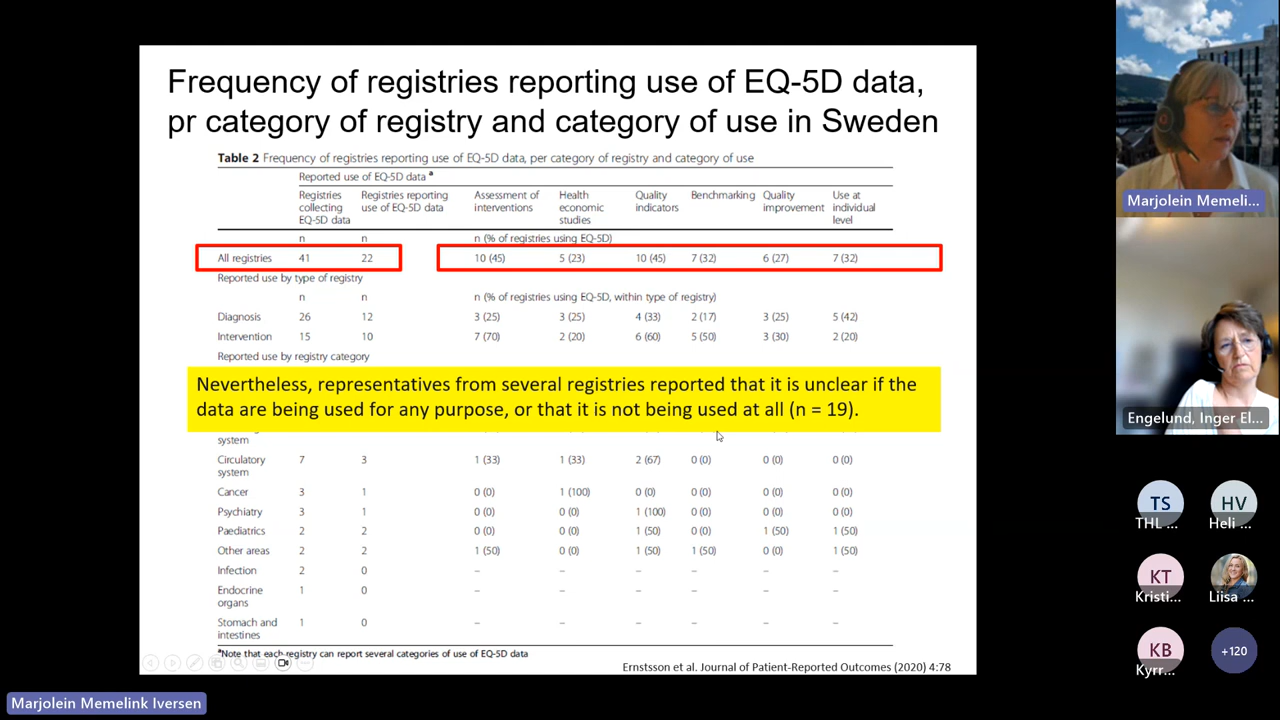 Frequency of registries reporting use of EQ-5D data,
pr category of registry and category of use in Sweden
Table 2 Frequency of registries reporting use of EQ-5D data, per category of registry and category of use
Reported use of EQ-5D data a
Registries collecting EQ-5D data Registries reporting use of EQ-5D data Assessment of interventions Health economic studies Quality indicators Benchmarking Quality improvement Use at individual level
n n n (% of registries using EQ-5D)
All registries 41 22 10 (45) 5 (23) 10 (45) 7 (32) 6 (27) 7 (32)
Reported use by type of registry
n n n (% of registries using EQ-5D, within type of registry)
Diagnosis 26 12 3 (25) 3 (25) 4 (33) 2 (17) 3 (25) 5 (42)
Intervention 15 10 7 (70) 2 (20) 6 (60) 5 (50) 3 (30) 2 (20)
Reported use by registry category
Nevertheless, representatives from several registries reported that it is unclear if the
data are being used for any purpose, or that it is not being used at all (n = 19).
system
Circulatory system 7 3 1 (33) 1 (33) 2 (67) 0 (0) 0 (0) 0 (0)
Cancer 3 1 0 (0) 1 (100) 0 (0) 0 (0) 0 (0) 0 (0)
Psychiatry 3 1 0 (0) 0 (0) 1 (100) 0 (0) 0 (0) 0 (0)
Paediatrics 2 2 0 (0) 0 (0) 1 (50) 0 (0) 1 (50) 1 (50)
Other areas 2 2 1 (50) 0 (0) 1 (50) 1 (50) 0 (0) 1 (50)
Infection 2 0 – – – – – –
Endocrine organs 1 0 – – – – – –
Stomach and intestines 1 0 – – – – – –
aNote that each registry can report several categories of use of EQ-5D data
Ernstsson et al. Journal of Patient-Reported Outcomes (2020) 4:78
Marjolein Memelink Iversen
Marjolein Memeli...
Engelund, Inger El...
TS
THL ...
HV
Heli ...
KT
Kristi...
Liisa ...
KB
Kyrr...
+120